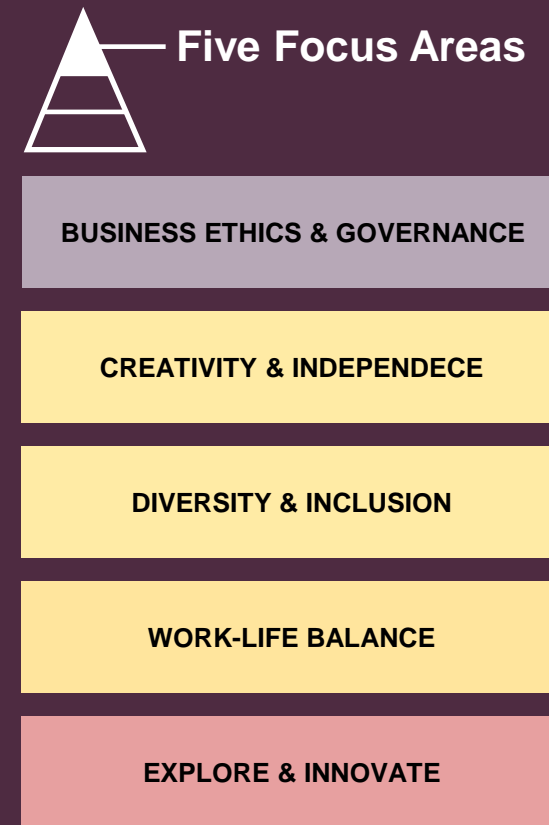 Five Focus Areas
BUSINESS ETHICS & GOVERNANCE
CREATIVITY & INDEPENDECE
DIVERSITY & INCLUSION
WORK-LIFE BALANCE
EXPLORE & INNOVATE